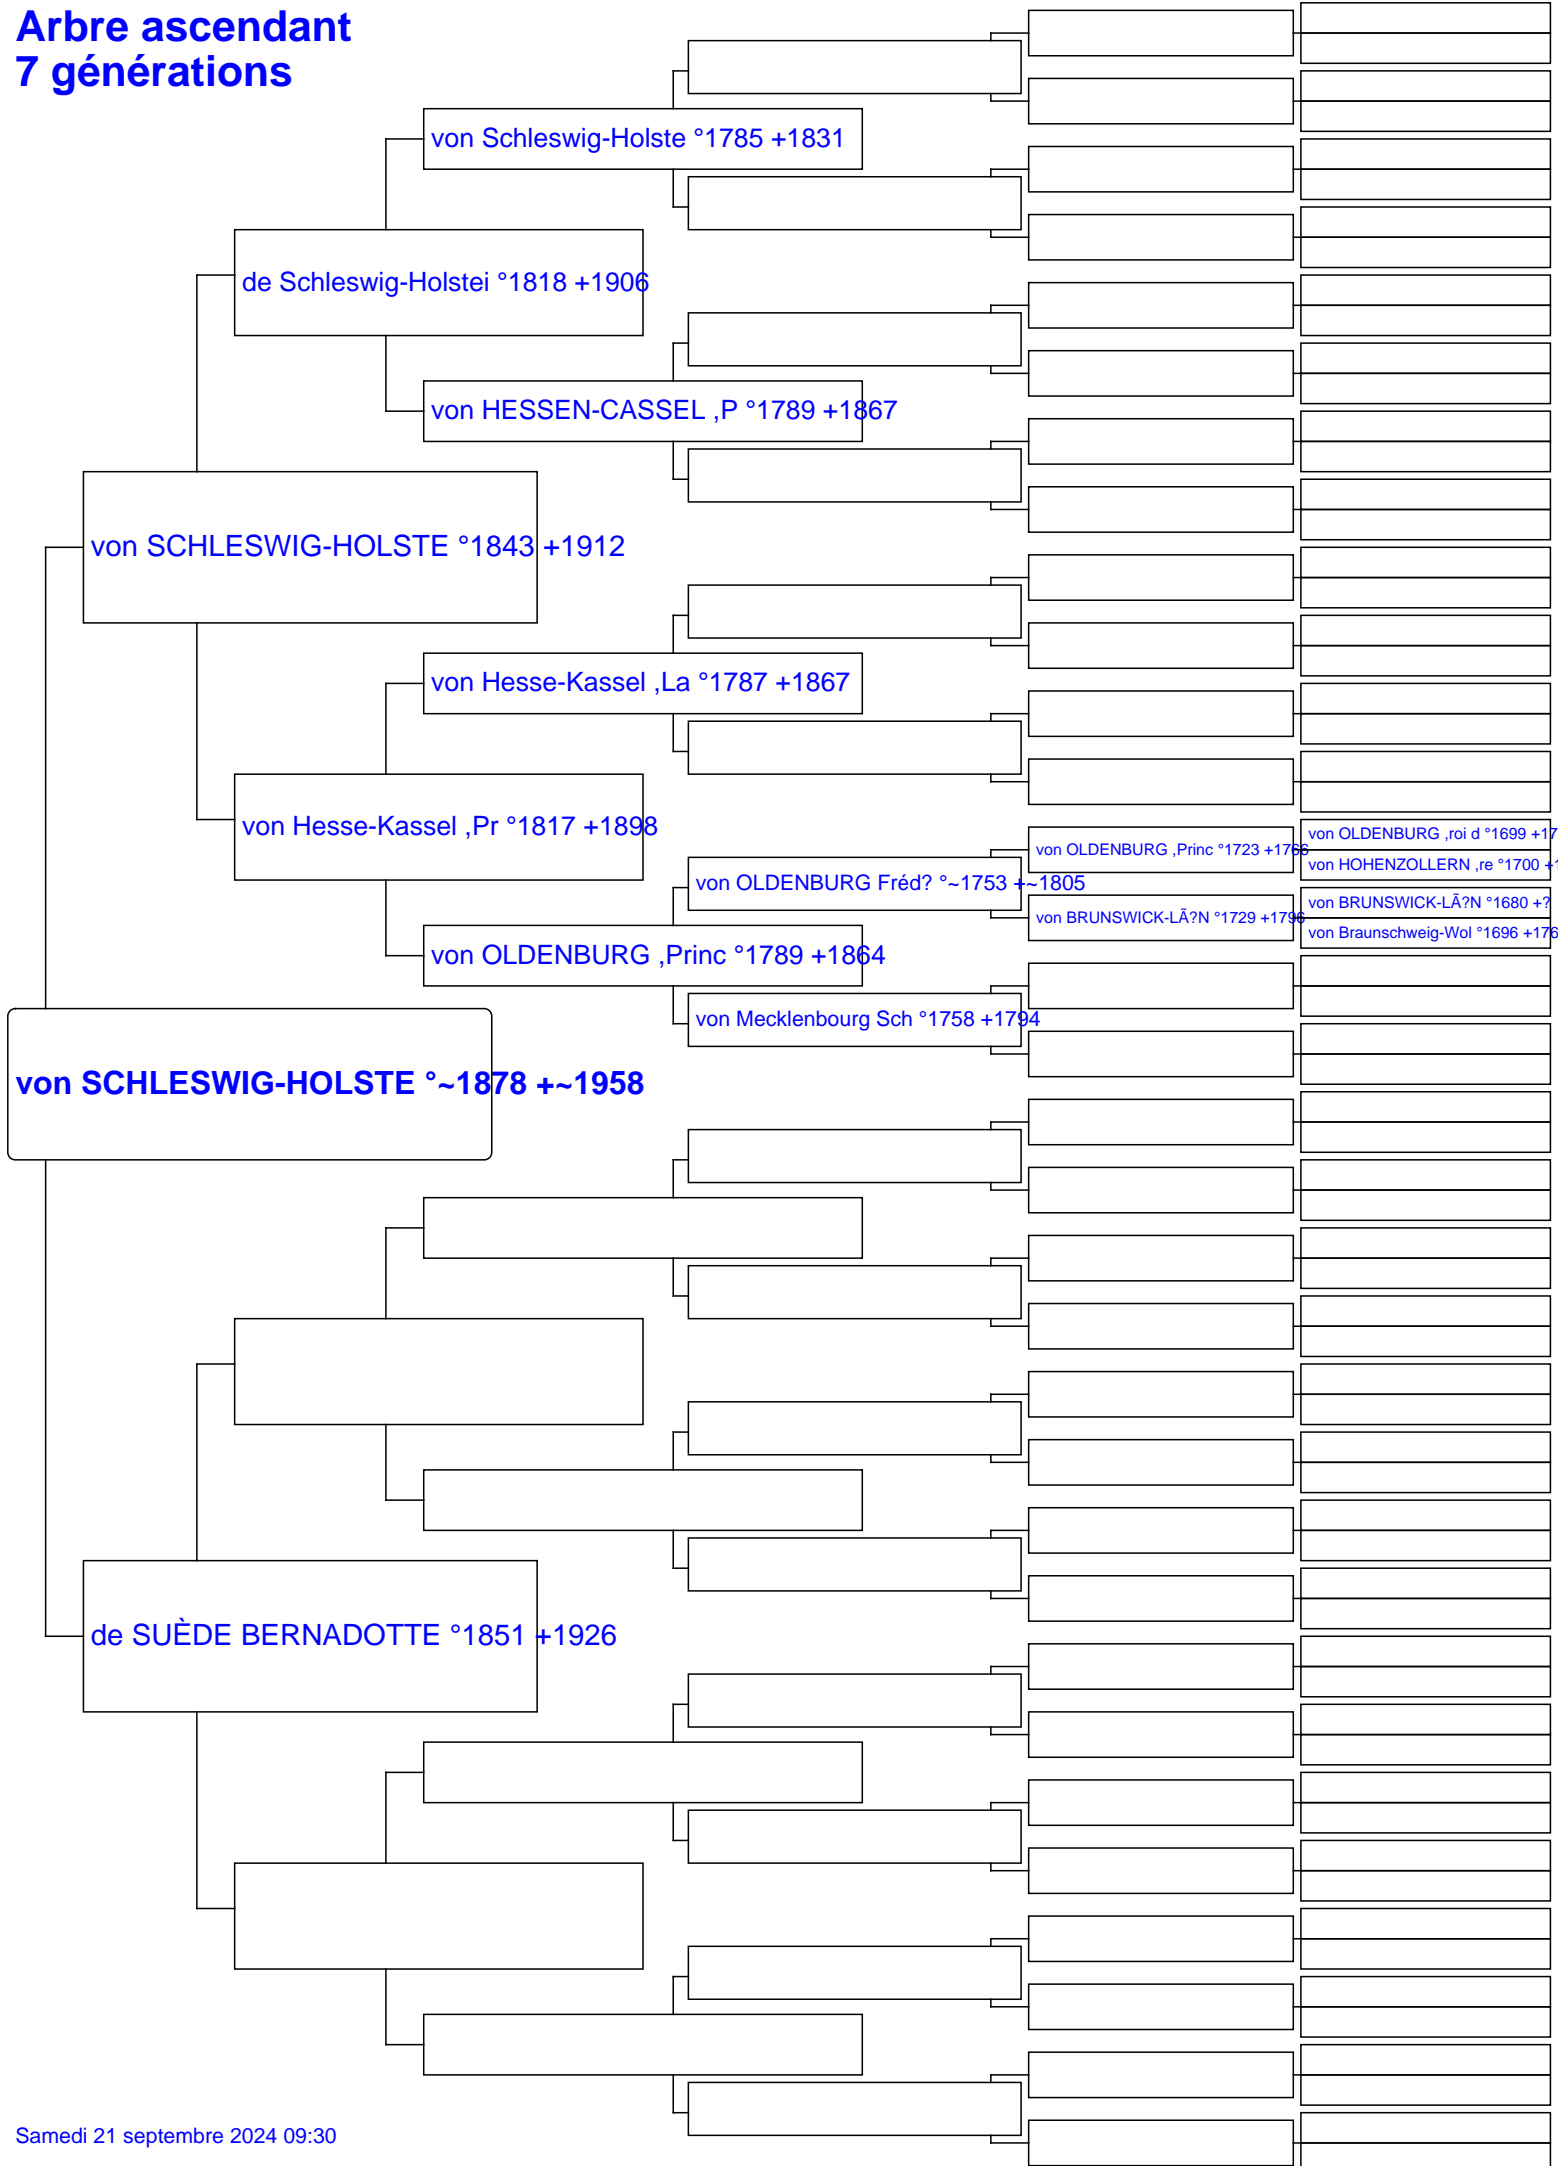 Arbre ascendant
7 générations
von Schleswig-Holste °1785 +1831
de Schleswig-Holstei °1818 +1906
von HESSEN-CASSEL ,P °1789 +1867
von SCHLESWIG-HOLSTE °1843 +1912
von Hesse-Kassel ,La °1787 +1867
von Hesse-Kassel ,Pr °1817 +1898
von OLDENBURG ,roi d °1699 +17
von OLDENBURG ,Princ °1723 +1766
von HOHENZOLLERN ,re °1700 +1
von OLDENBURG Fréd? °~1753 +~1805
von BRUNSWICK-LÃ?N °1680 +?
von BRUNSWICK-LÃ?N °1729 +1796
von Braunschweig-Wol °1696 +176
von OLDENBURG ,Princ °1789 +1864
von Mecklenbourg Sch °1758 +1794
von SCHLESWIG-HOLSTE °~1878 +~1958
de SUÈDE BERNADOTTE °1851 +1926
Samedi 21 septembre 2024 09:30